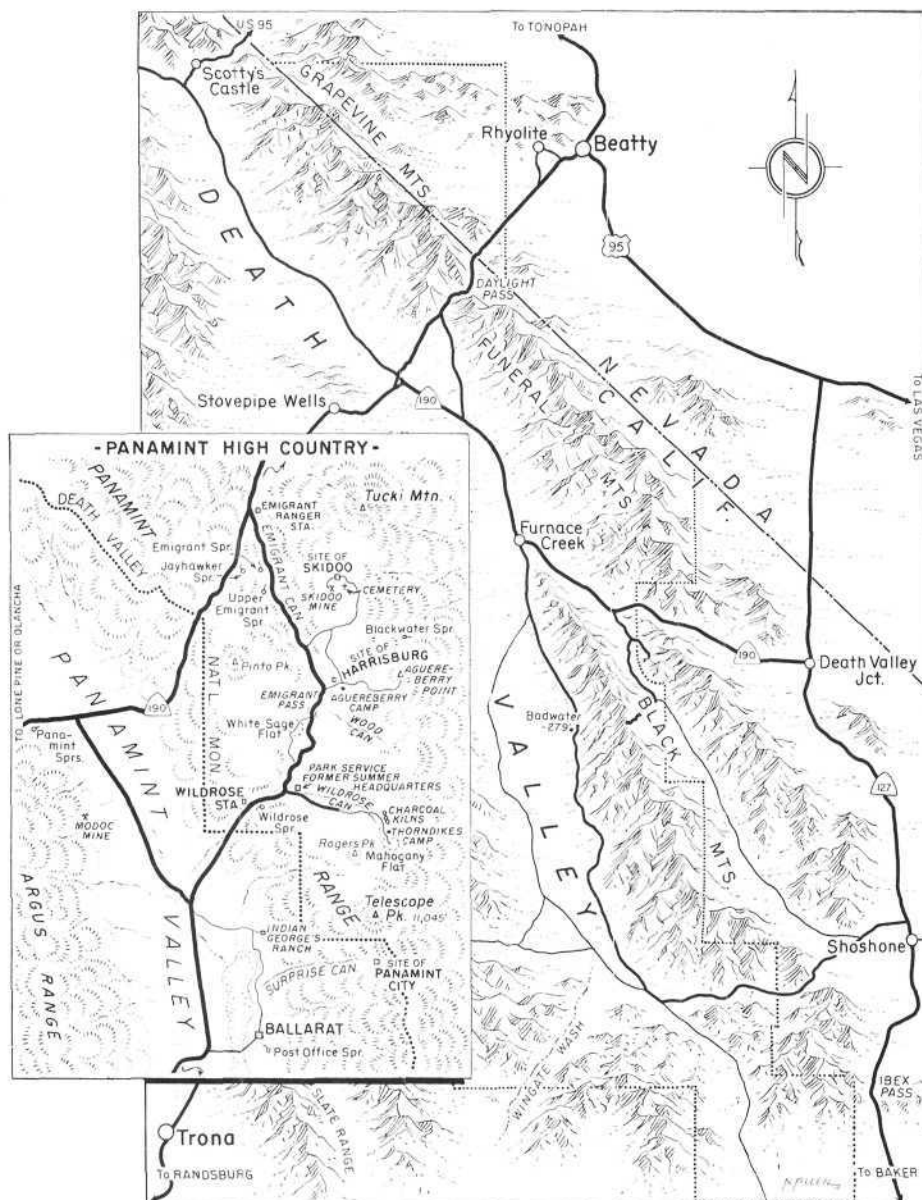 US 95
To TONOPAH
Scotty's
Castle
GRAPEVINE MTS
Rhyolite
Beatty
N
DEATH
95
DAYLIGHT
PASS
FUNERAL MTS
NEVADA
CALIF.
To LAS VEGAS
190
Stovepipe Wells
Furnace
Creek
190
Death Valley
Jct.
VALLEY
Badwater
-279'
BLACK
MTS
127
Shoshone
WINGATE WASH
IBEX
PASS
To BAKER
SLATE RANGE
Trona
To RANDSBURG
-PANAMINT HIGH COUNTRY-
PANAMINT
DEATH
VALLEY
Tucki Mtn.
EMIGRANT
RANGER
STA.
EMIGRANT CAN
Emigrant Spr.
Jayhawker
Spr.
Upper
Emigrant
Spr.
SITE OF
SKIDOO
SKIDOO
MINE
CEMETERY
Blackwater Spr.
SITE OF
HARRISBURG
AGUERE-
BERRY
POINT
Pinto Pk.
NAT'L MON
EMIGRANT
PASS
AGUEREBERRY
CAMP
White Sage
Flat
WOOD
CAN
TO LONE PINE OR OLANCHA
190
Pana-
mint
Sprs.
PANAMINT
PARK SERVICE
FORMER SUMMER
HEADQUARTERS
WILDROSE
STA.
WILDROSE
CAN
CHARCOAL
KILNS
THORNDIKES
CAMP
Wildrose
Spr.
MODOC
MINE
Rogers Pk
Mahogany
Flat
RANGE
Telescope
Pk. 11,045'
ARGUS
RANGE
VALLEY
INDIAN
GEORGE'S
RANCH
SITE OF
PANAMINT
CITY
SURPRISE CAN
BALLARAT
Post Office Spr.